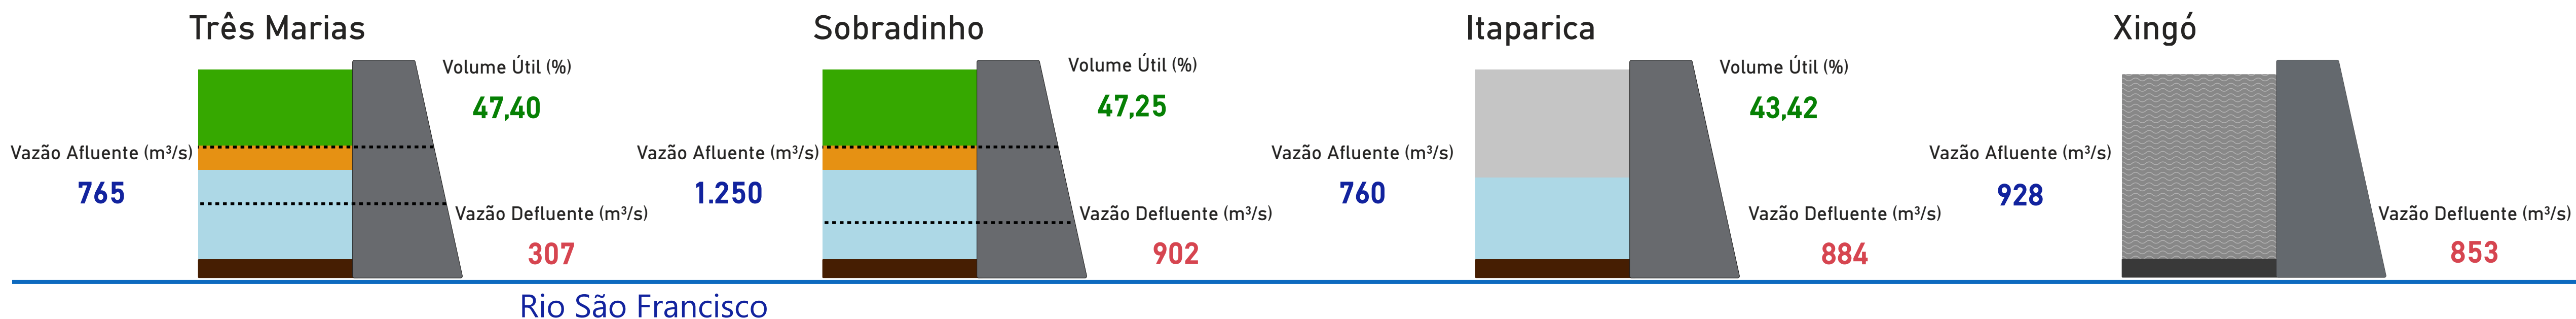 Três Marias
Volume Útil (%)
47,40
Vazão Afluente (m³/s)
765
Vazão Defluente (m³/s)
307
Sobradinho
Volume Útil (%)
47,25
Vazão Afluente (m³/s)
1.250
Vazão Defluente (m³/s)
902
Itaparica
Volume Útil (%)
43,42
Vazão Afluente (m³/s)
760
Vazão Defluente (m³/s)
884
Xingó
Vazão Afluente (m³/s)
928
Vazão Defluente (m³/s)
853
Rio São Francisco